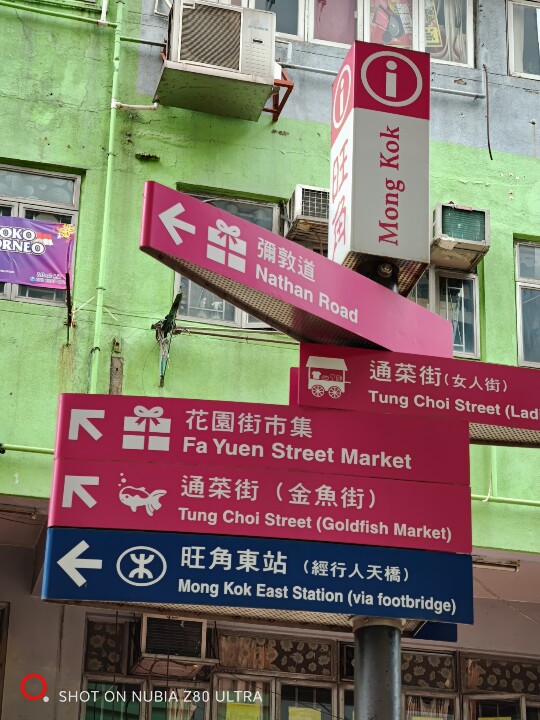 旺角
Mong Kok
OKO
ORNEO
彌敦道
Nathan Road
通菜街(女人街)
Tung Choi Street (Lad
花園街市集
Fa Yuen Street Market
通菜街（金魚街）
Tung Choi Street (Goldfish Market)
旺角東站（經行人天橋）
Mong Kok East Station (via footbridge)
SHOT ON NUBIA Z80 ULTRA